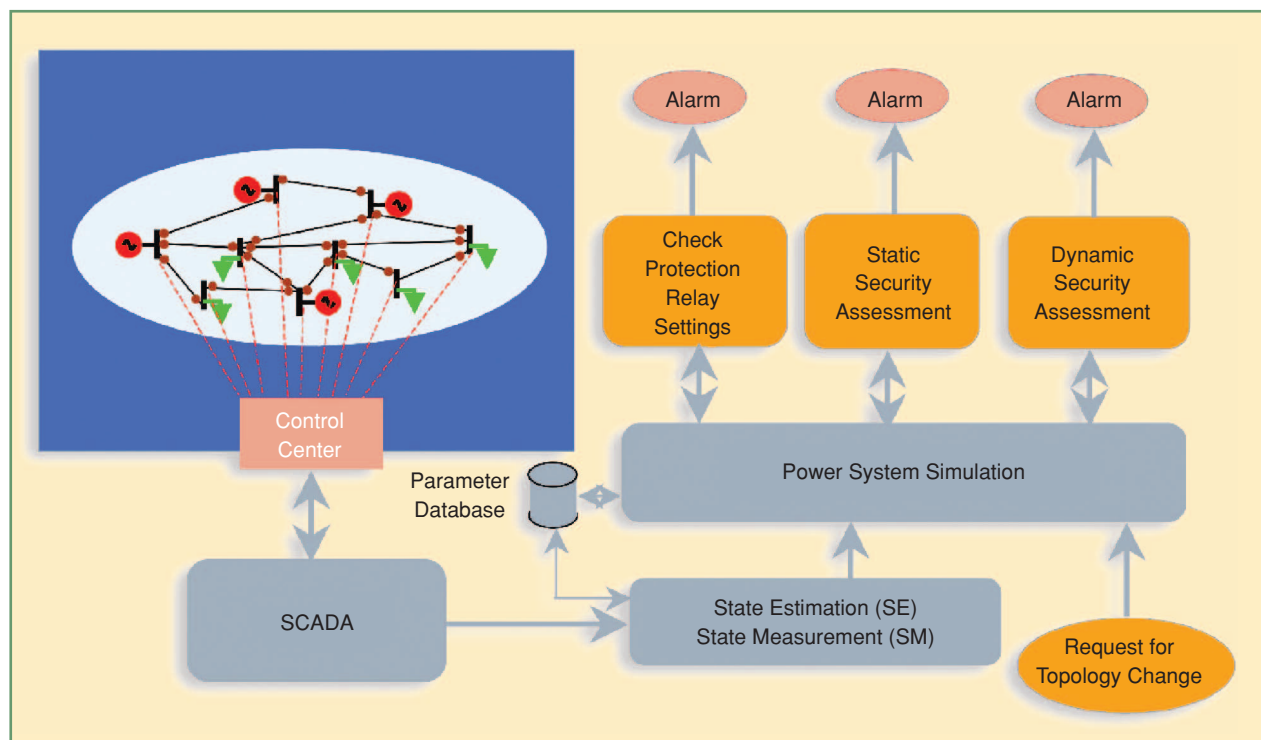 Alarm
Alarm
Alarm
Check
Protection
Relay
Settings
Static
Security
Assessment
Dynamic
Security
Assessment
Control
Center
Parameter
Database
Power System Simulation
SCADA
State Estimation (SE)
State Measurement (SM)
Request for
Topology Change